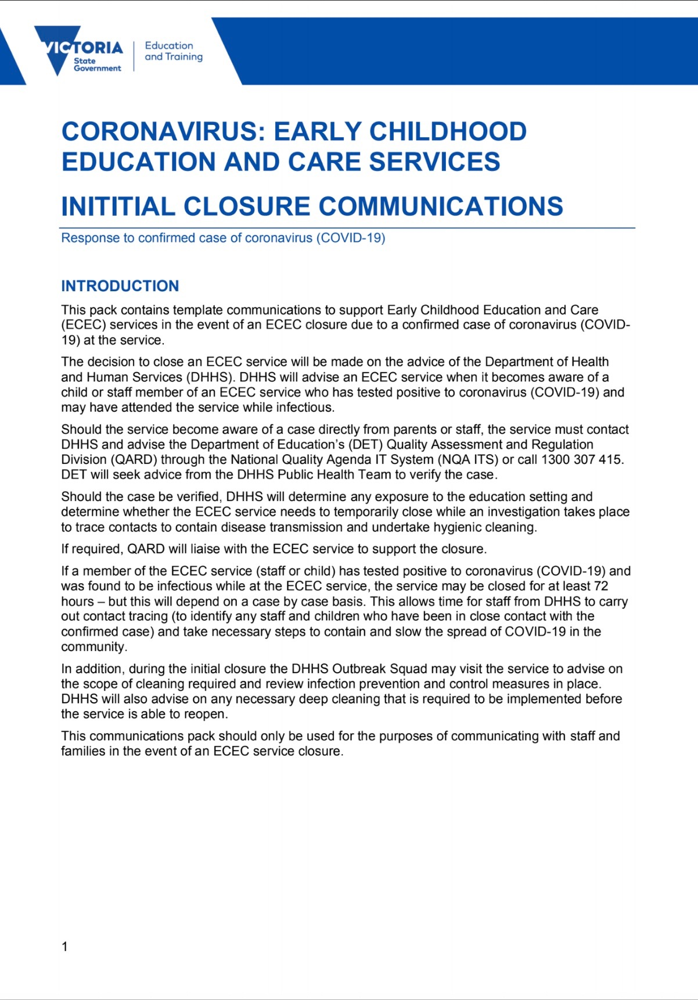 VICTORIA
State
Government
Education
and Training
CORONAVIRUS: EARLY CHILDHOOD
EDUCATION AND CARE SERVICES
INITITIAL CLOSURE COMMUNICATIONS
Response to confirmed case of coronavirus (COVID-19)
INTRODUCTION
This pack contains template communications to support Early Childhood Education and Care
(ECEC) services in the event of an ECEC closure due to a confirmed case of coronavirus (COVID-
19) at the service.
The decision to close an ECEC service will be made on the advice of the Department of Health
and Human Services (DHHS). DHHS will advise an ECEC service when it becomes aware of a
child or staff member of an ECEC service who has tested positive to coronavirus (COVID-19) and
may have attended the service while infectious.
Should the service become aware of a case directly from parents or staff, the service must contact
DHHS and advise the Department of Education’s (DET) Quality Assessment and Regulation
Division (QARD) through the National Quality Agenda IT System (NQA ITS) or call 1300 307 415.
DET will seek advice from the DHHS Public Health Team to verify the case.
Should the case be verified, DHHS will determine any exposure to the education setting and
determine whether the ECEC service needs to temporarily close while an investigation takes place
to trace contacts to contain disease transmission and undertake hygienic cleaning.
If required, QARD will liaise with the ECEC service to support the closure.
If a member of the ECEC service (staff or child) has tested positive to coronavirus (COVID-19) and
was found to be infectious while at the ECEC service, the service may be closed for at least 72
hours – but this will depend on a case by case basis. This allows time for staff from DHHS to carry
out contact tracing (to identify any staff and children who have been in close contact with the
confirmed case) and take necessary steps to contain and slow the spread of COVID-19 in the
community.
In addition, during the initial closure the DHHS Outbreak Squad may visit the service to advise on
the scope of cleaning required and review infection prevention and control measures in place.
DHHS will also advise on any necessary deep cleaning that is required to be implemented before
the service is able to reopen.
This communications pack should only be used for the purposes of communicating with staff and
families in the event of an ECEC service closure.
1